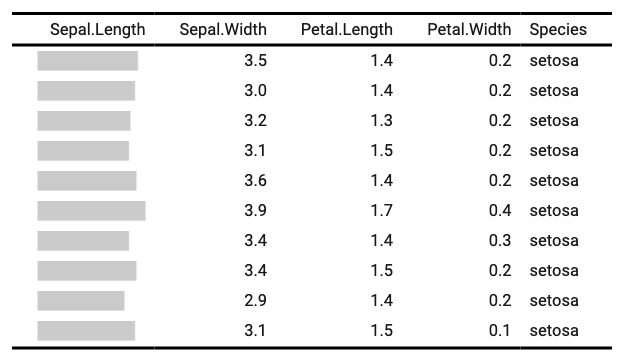 Sepal.Length Sepal.Width Petal.Length Petal.Width Species
3.5 1.4 0.2 setosa
3.0 1.4 0.2 setosa
3.2 1.3 0.2 setosa
3.1 1.5 0.2 setosa
3.6 1.4 0.2 setosa
3.9 1.7 0.4 setosa
3.4 1.4 0.3 setosa
3.4 1.5 0.2 setosa
2.9 1.4 0.2 setosa
3.1 1.5 0.1 setosa